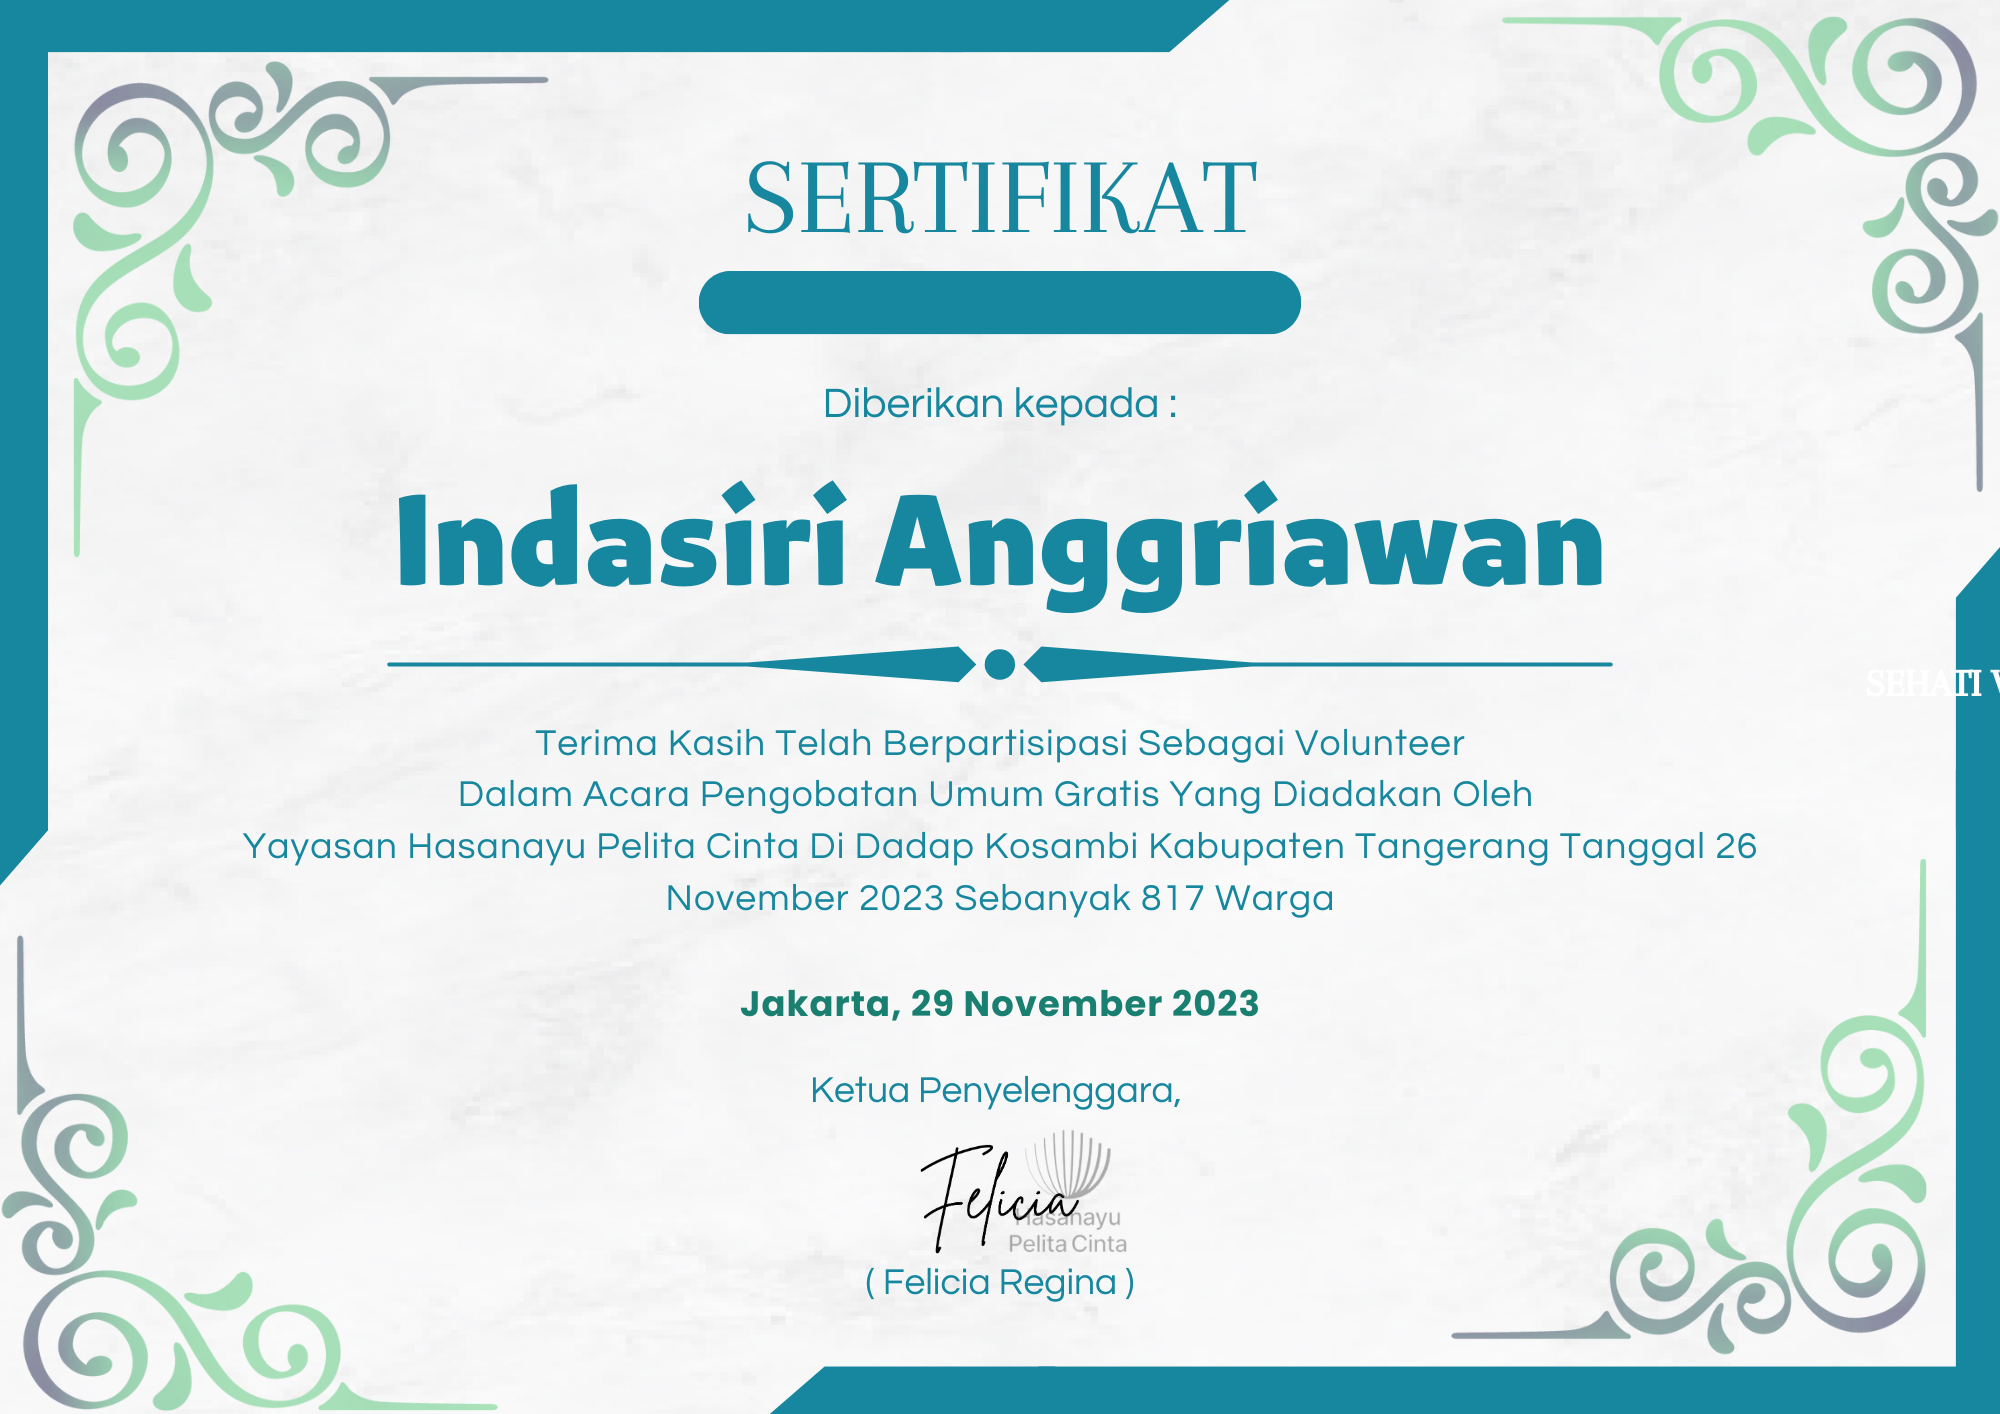 SERTIFIKAT
Diberikan kepada :
Indasiri Anggriawan
SEHATI
Terima Kasih Telah Berpartisipasi Sebagai Volunteer
Dalam Acara Pengobatan Umum Gratis Yang Diadakan Oleh
Yayasan Hasanayu Pelita Cinta Di Dadap Kosambi Kabupaten Tangerang Tanggal 26
November 2023 Sebanyak 817 Warga
Jakarta, 29 November 2023
Ketua Penyelenggara,
Felicia
Hasanayu
Pelita Cinta
( Felicia Regina )